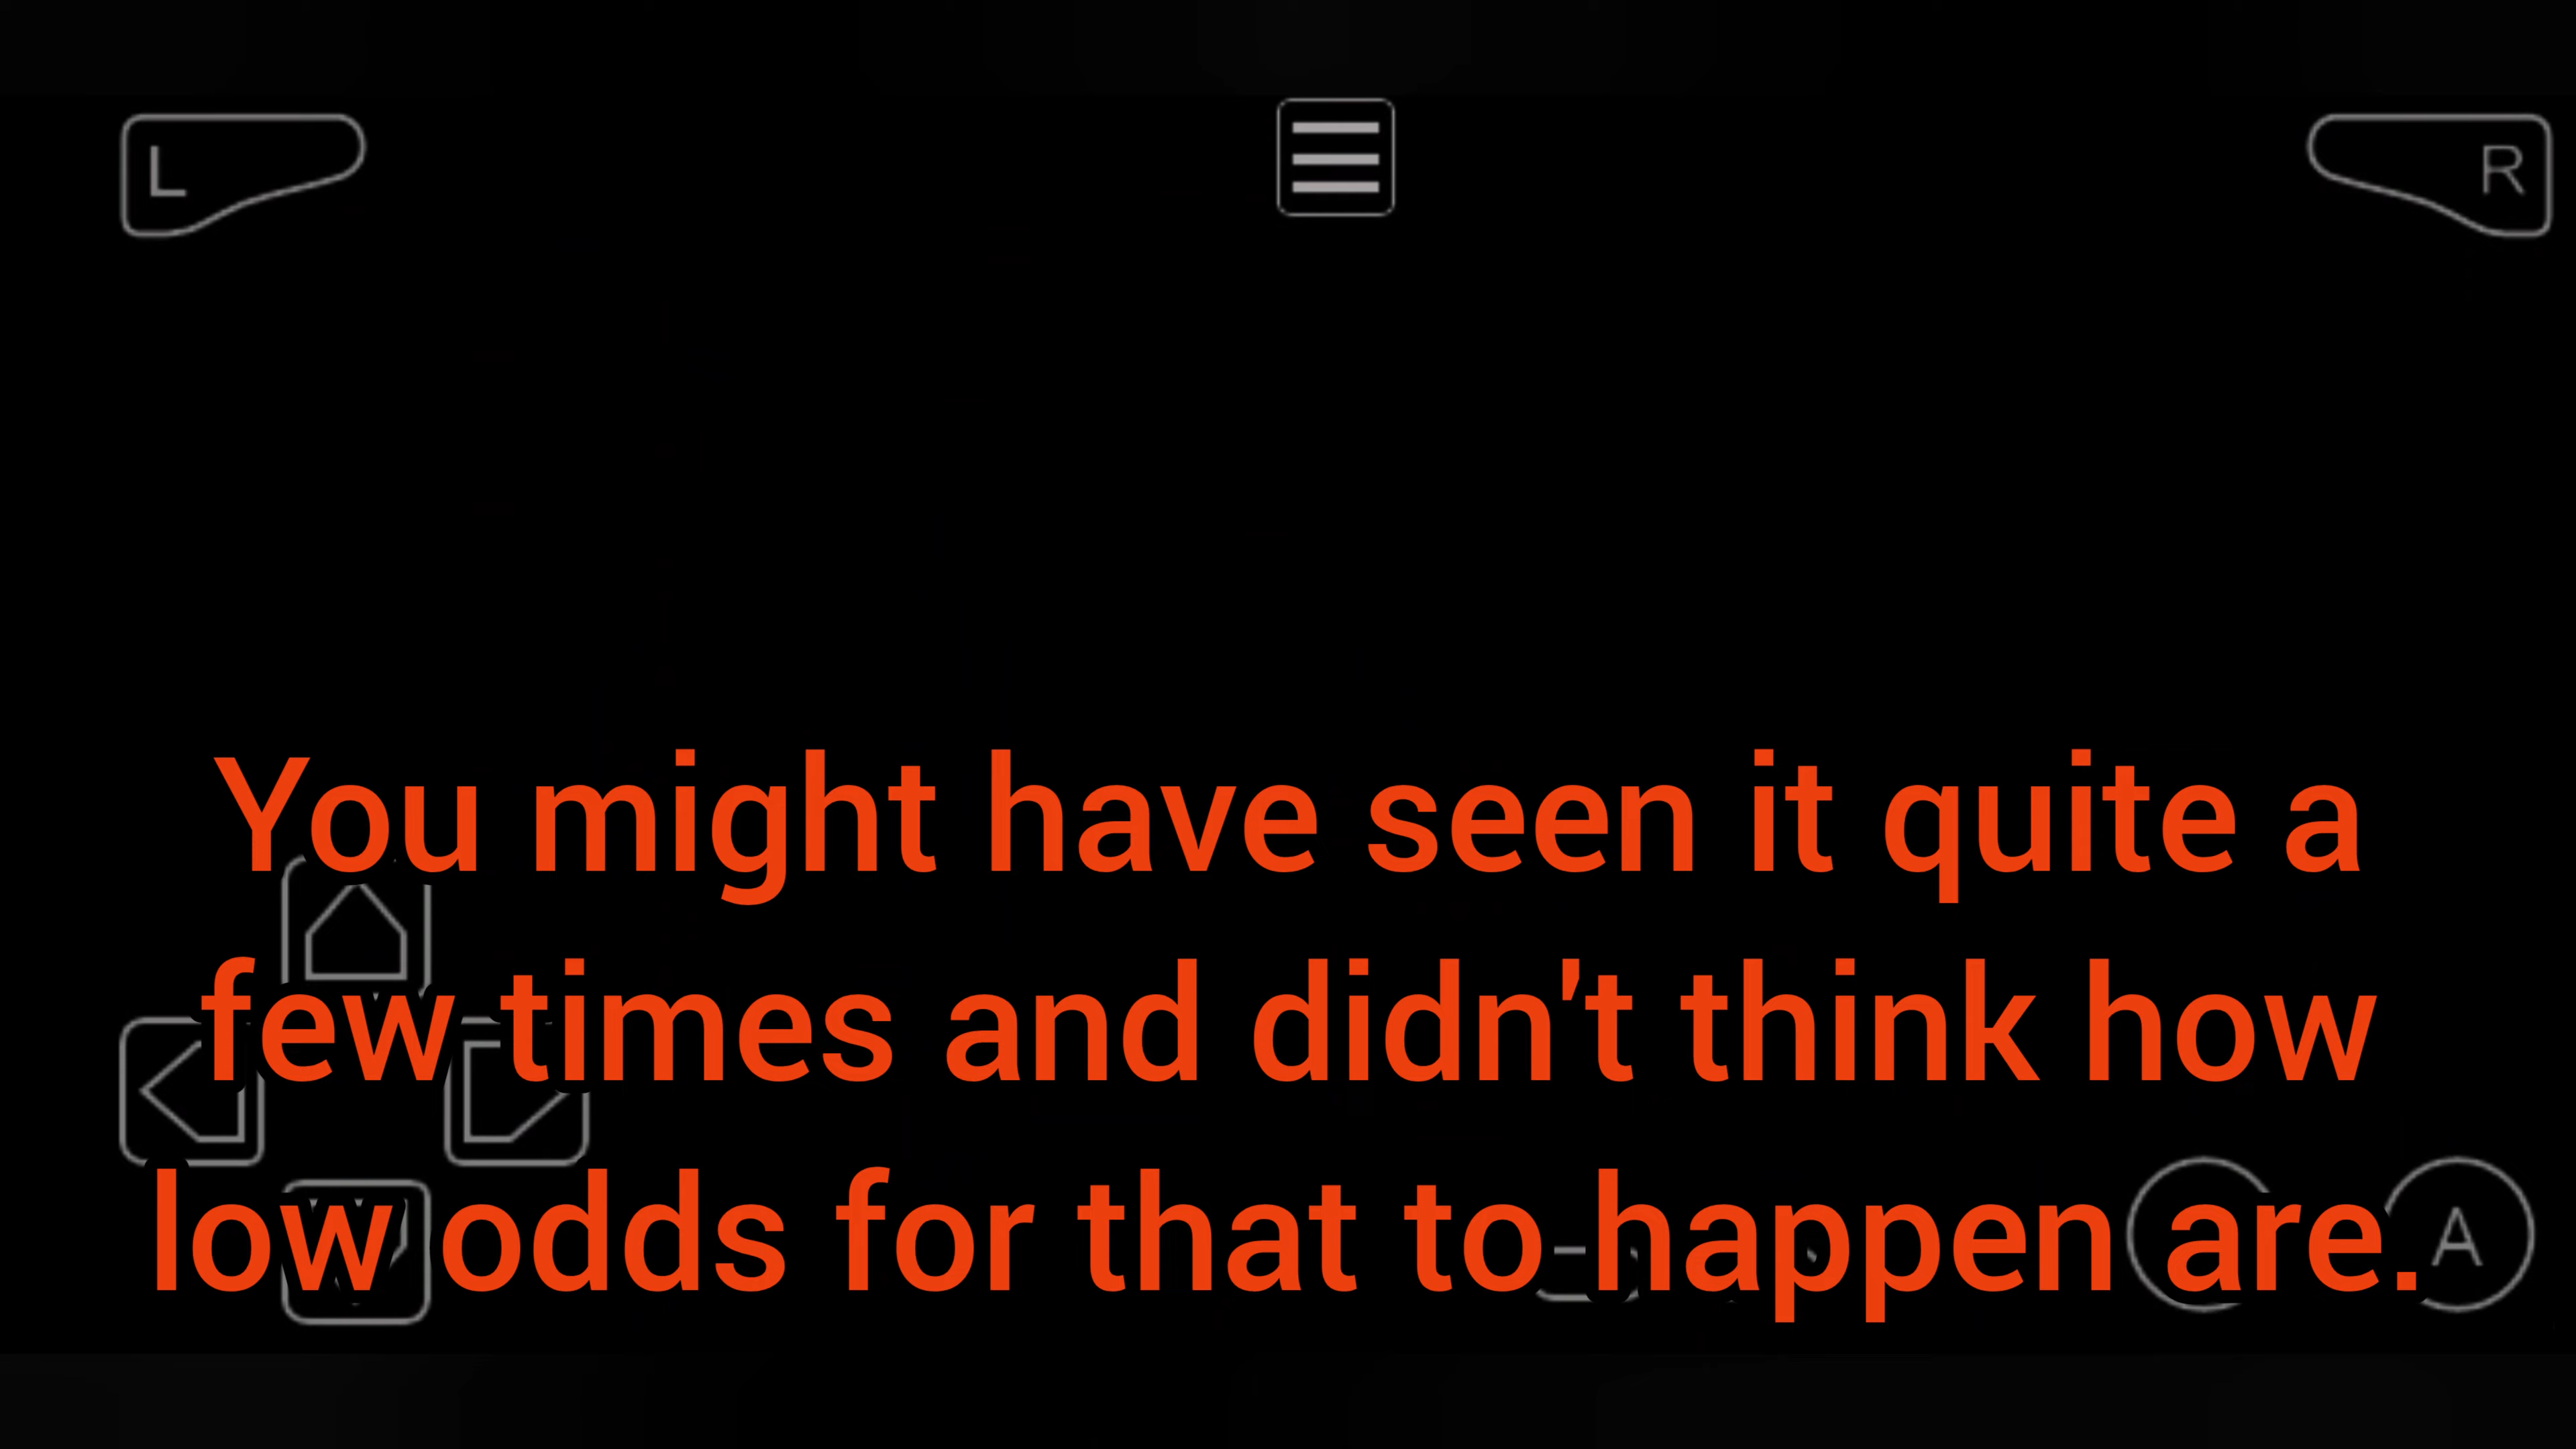 L
R
You might have seen it quite a
few times and didn't think how
low odds for that to happen are.
A